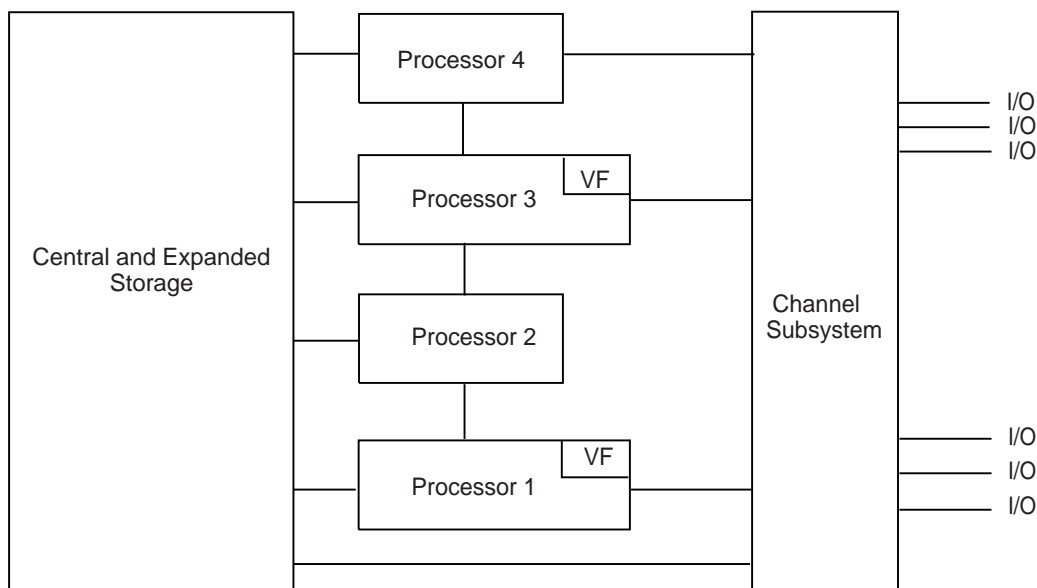 Processor 4
I/O
I/O
I/O
VF
Processor 3
Central and Expanded
Storage
Channel
Subsystem
Processor 2
I/O
VF
I/O
Processor 1
I/O